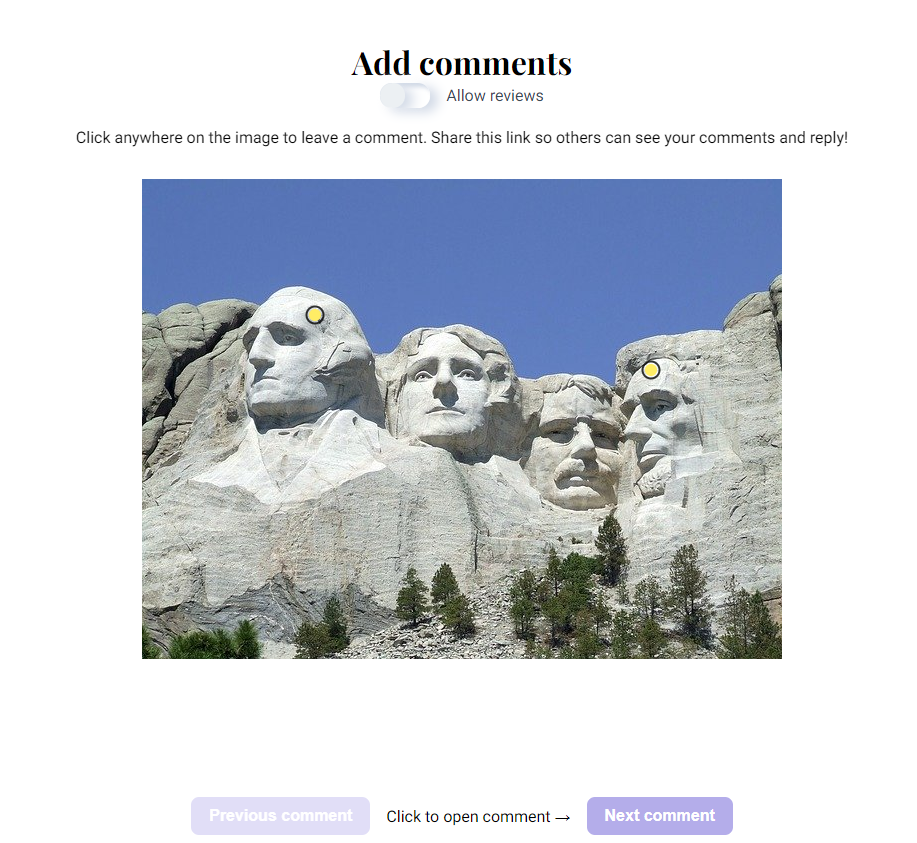 Add comments
Allow reviews
Click anywhere on the image to leave a comment. Share this link so others can see your comments and reply!
Previous comment Click to open comment → Next comment